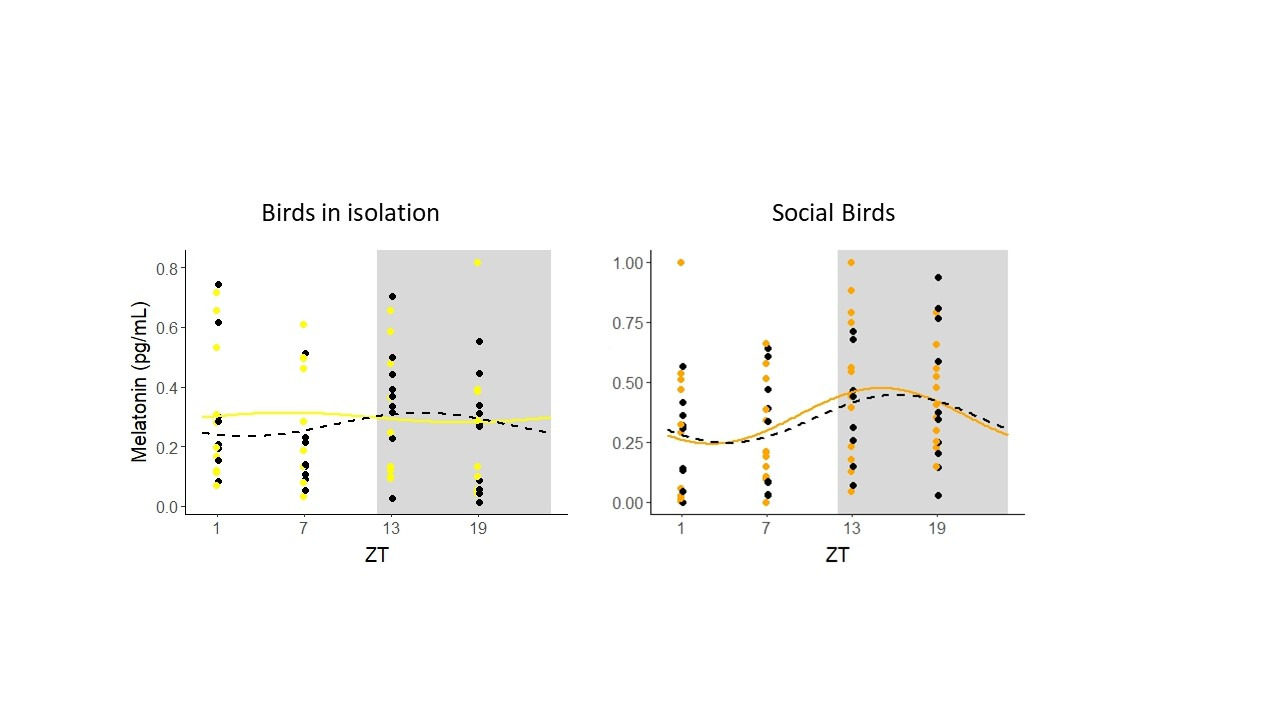 Birds in isolation
Social Birds
Melatonin (pg/mL)
0.8
0.6
0.4
0.2
0.0
1 7 13 19
ZT
1.00
0.75
0.50
0.25
0.00
1 7 13 19
ZT